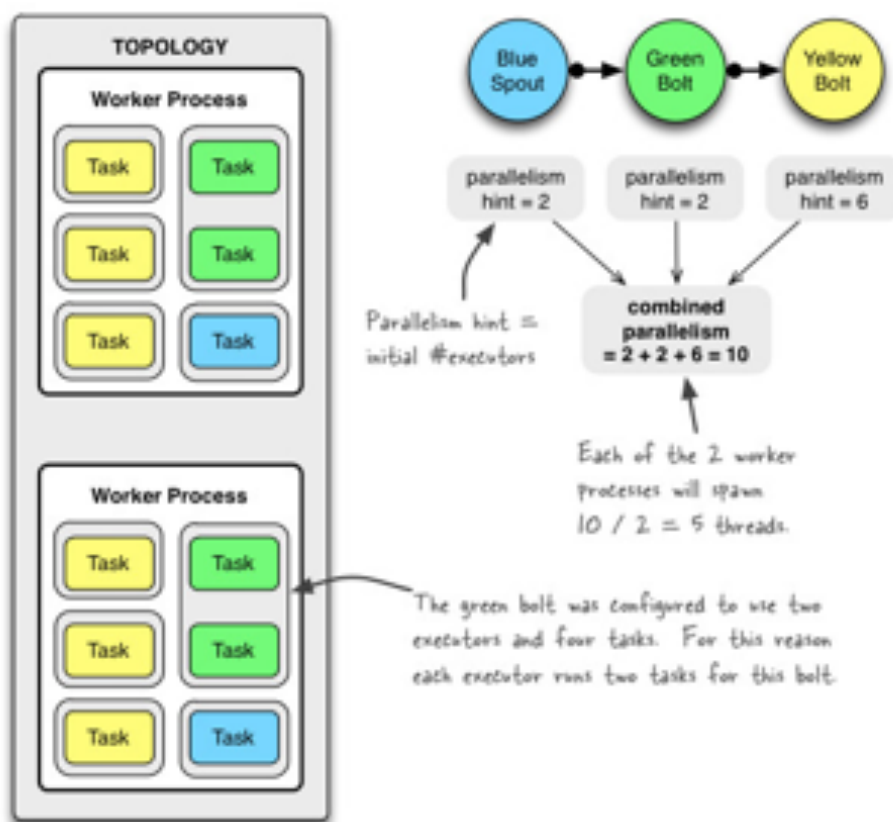 TOPOLOGY
Worker Process
Task
Task
Task
Task
Task
Task
Worker Process
Task
Task
Task
Task
Task
Task
Blue
Spout
Green
Bolt
Yellow
Bolt
parallelism
hint = 2
parallelism
hint = 2
parallelism
hint = 6
Parallelism hint =
initial #executors
combined
parallelism
= 2 + 2 + 6 = 10
Each of the 2 worker
processes will spawn
10 / 2 = 5 threads.
The green bolt was configured to use two
executors and four tasks. For this reason
each executor runs two tasks for this bolt.